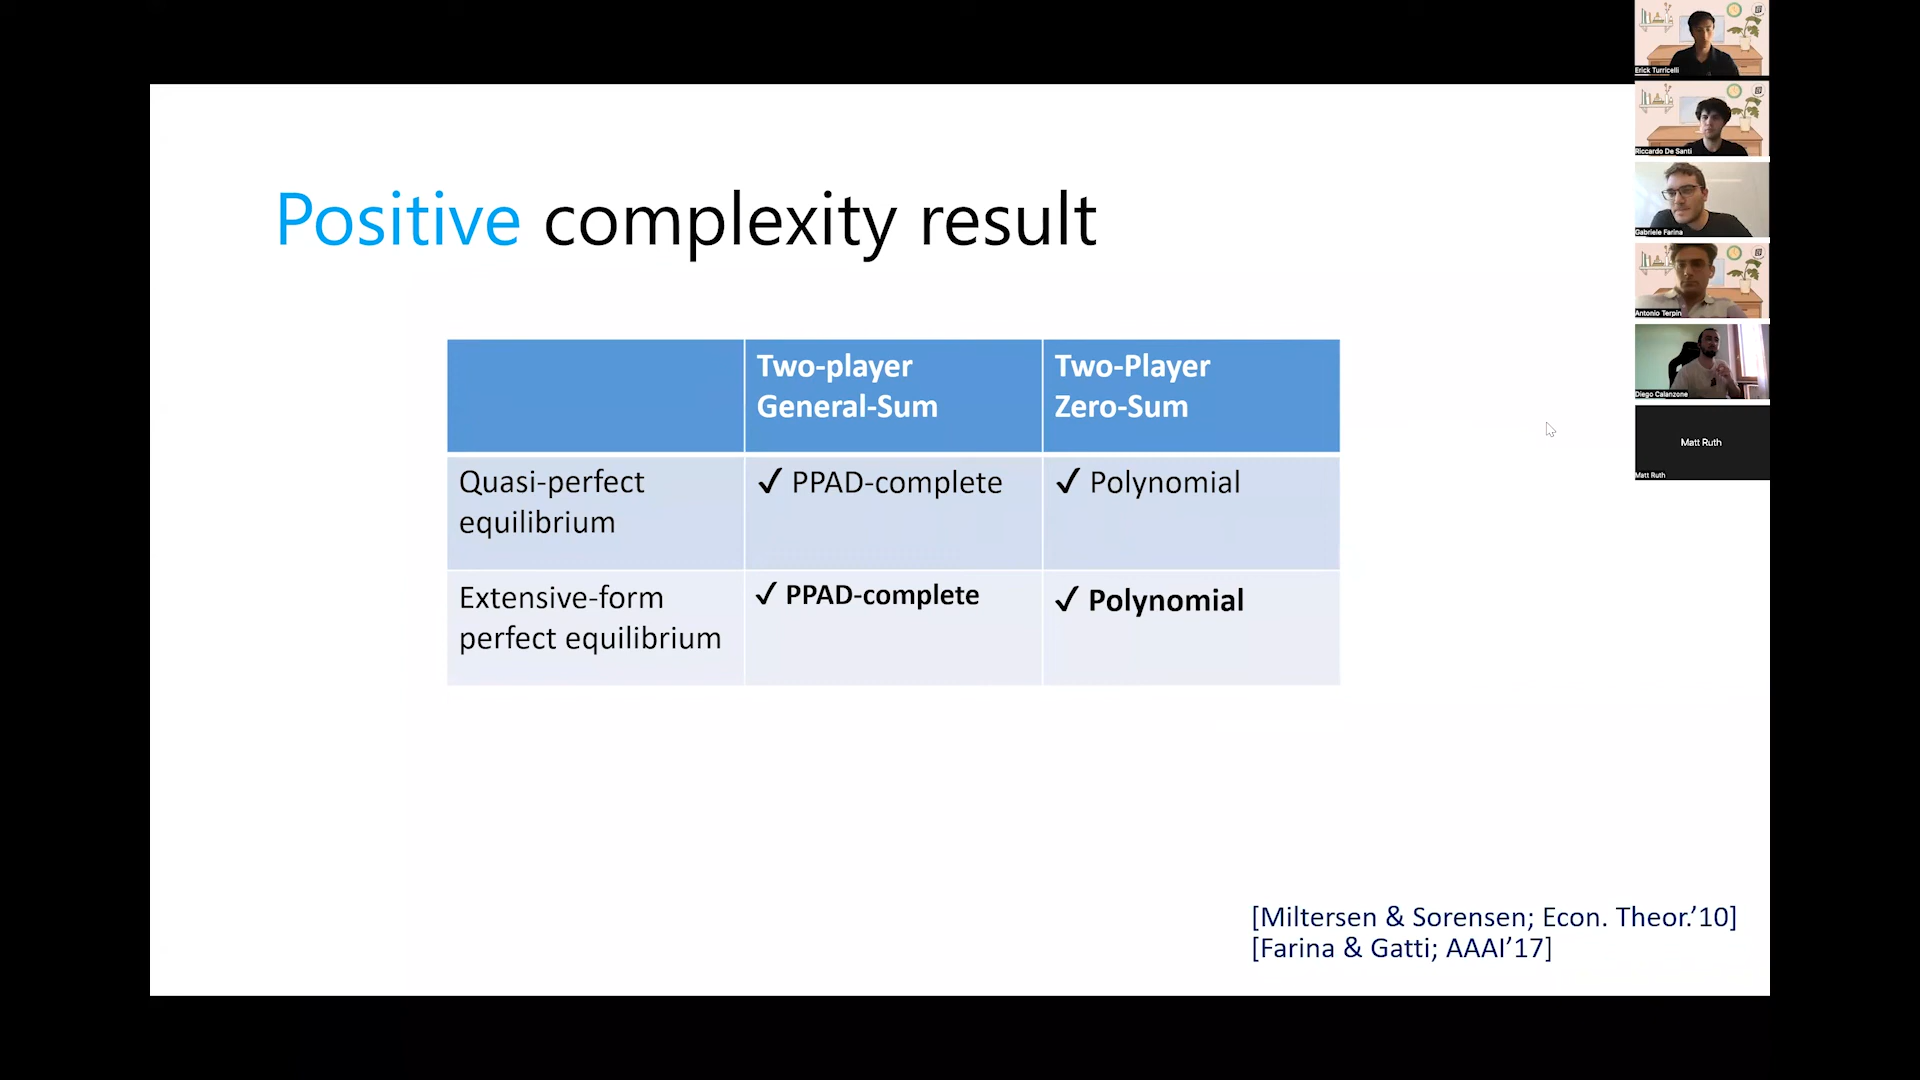 Positive complexity result
Two-player
General-Sum
Two-Player
Zero-Sum
Quasi-perfect
equilibrium
✓ PPAD-complete
✓ Polynomial
Extensive-form
perfect equilibrium
✓ PPAD-complete
✓ Polynomial
[Miltersen & Sorensen; Econ. Theor.’10]
[Farina & Gatti; AAAI’17]
Erick Turricelli
Riccardo De Santi
Gabriele Farina
Antonio Terpin
Diego Calanzone
Matt Ruth
Matt Ruth